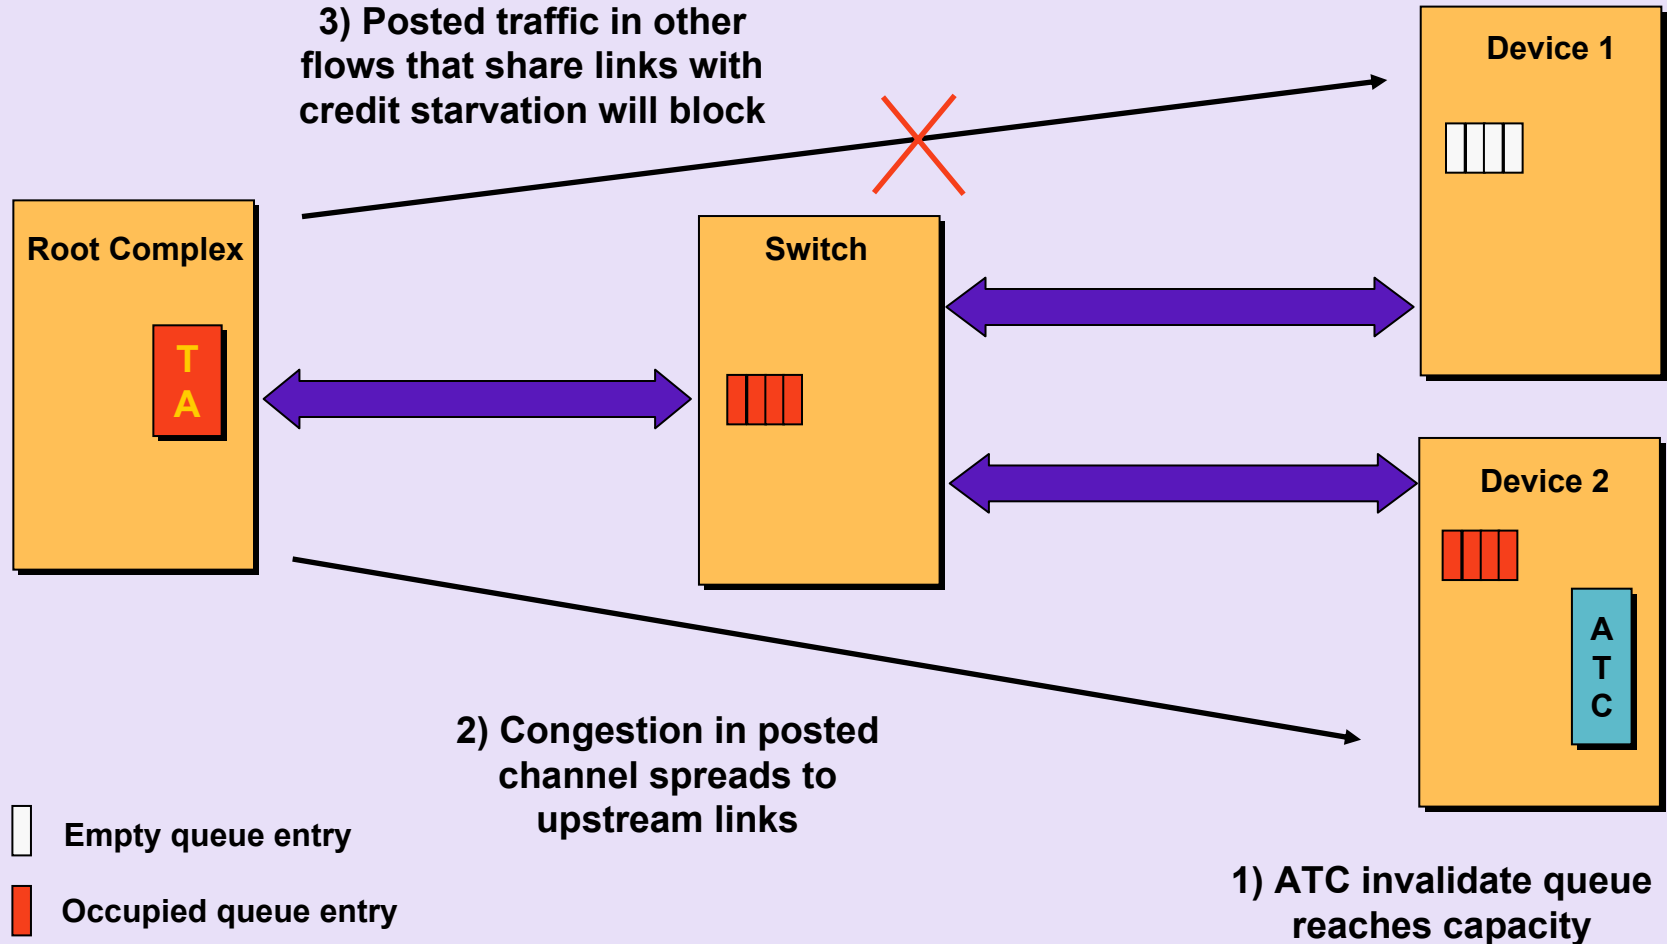 3) Posted traffic in other
flows that share links with
credit starvation will block
Device 1
Root Complex
Switch
T
A
Device 2
A
T
C
2) Congestion in posted
channel spreads to
upstream links
Empty queue entry
Occupied queue entry
1) ATC invalidate queue
reaches capacity